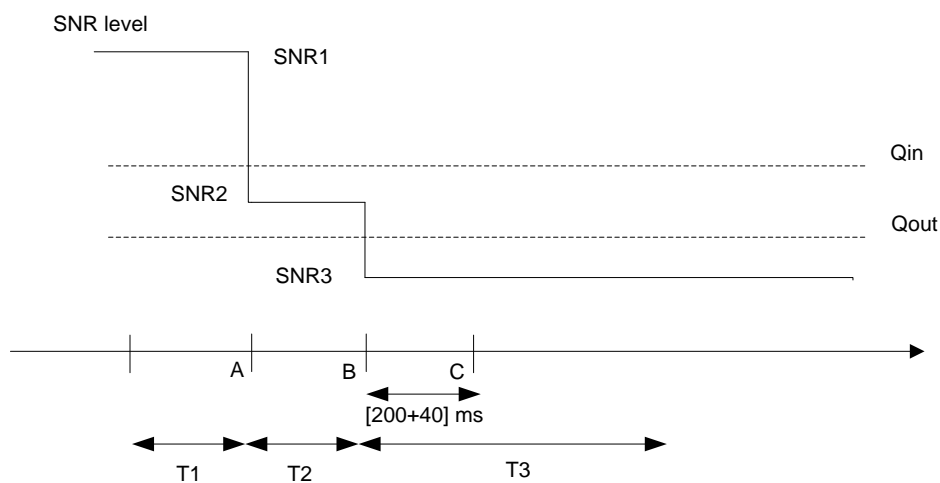 SNR level
SNR1
Qin
SNR2
Qout
SNR3
A
B
C
[200+40] ms
T1
T2
T3